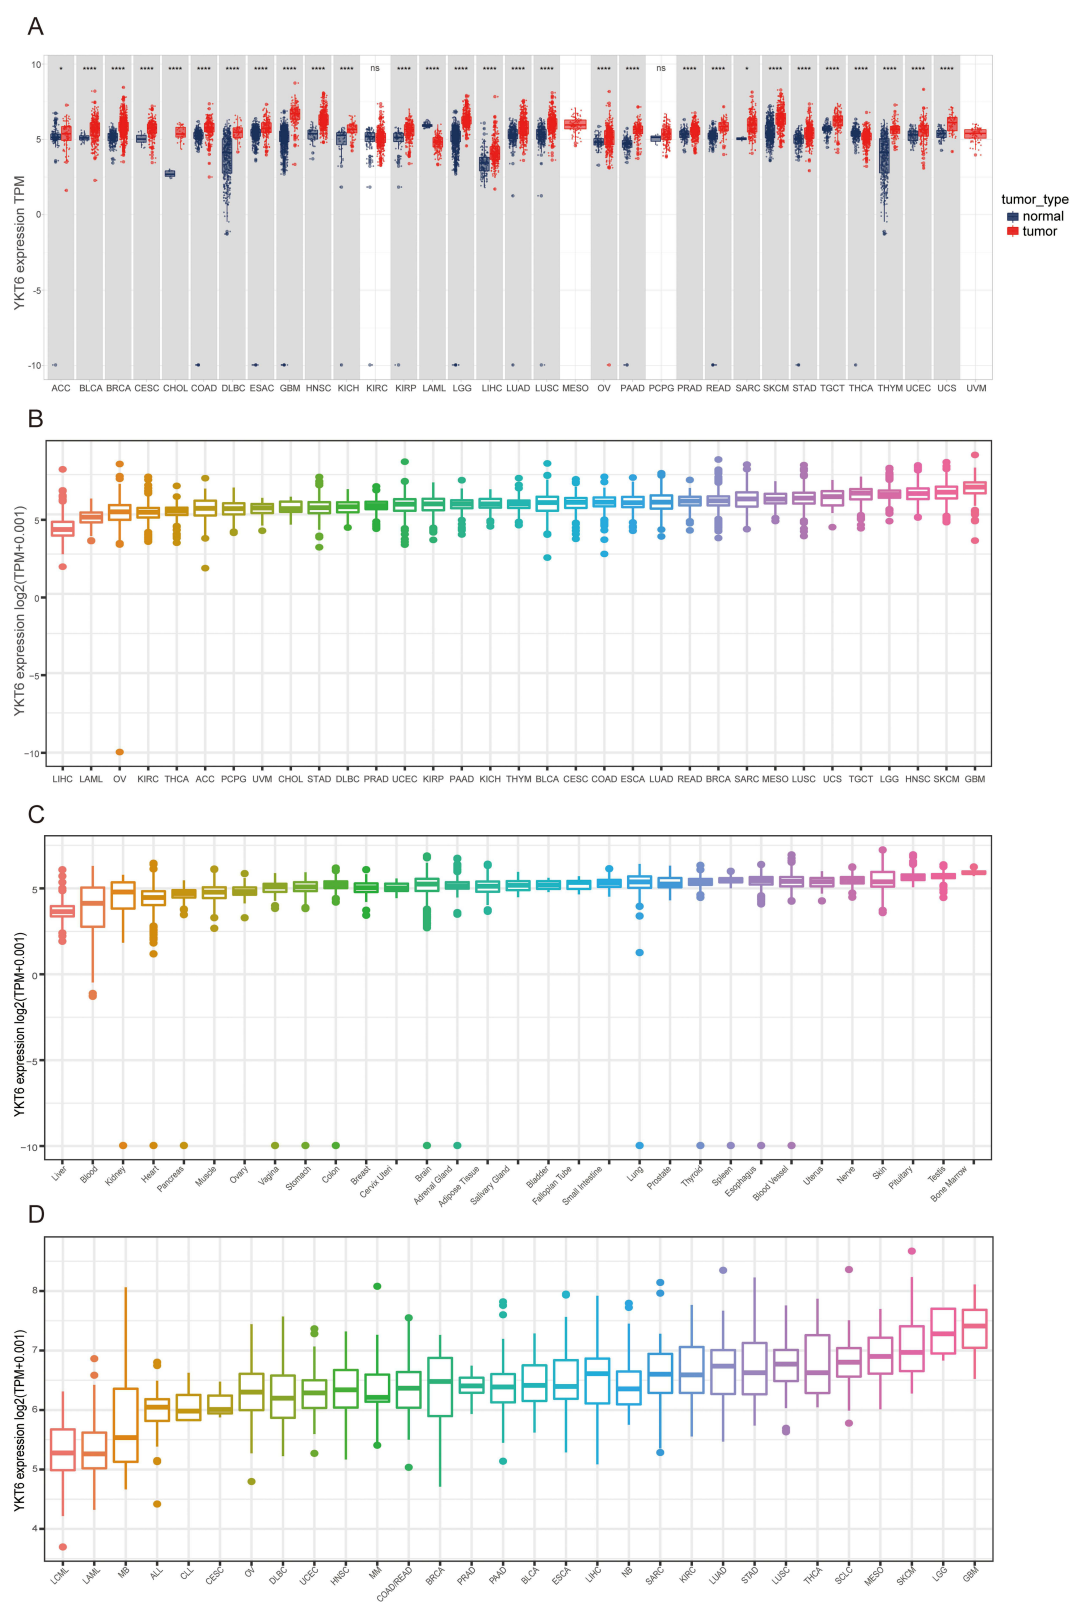 A
* **** **** **** **** **** **** **** **** **** **** ns **** **** **** **** **** **** **** **** ns **** **** * **** **** **** **** **** **** ****
YKT6 expression TPM
10
5
0
-5
-10
tumor_type
normal
tumor
ACC BLCA BRCA CESC CHOL COAD DLBC ESAC GBM HNSC KICH KIRC KIRP LAML LGG LIHC LUAD LUSC MESO OV PAAD PCPG PRAD READ SARC SKCM STAD TGCT THCA THYM UCEC UCS UVM
B
YKT6 expression log2(TPM+0.001)
5
0
−5
−10
LIHC LAML OV KIRC THCA ACC PCPG UVM CHOL STAD DLBC PRAD UCEC KIRP PAAD KICH THYM BLCA CESC COAD ESCA LUAD READ BRCA SARC MESO LUSC UCS TGCT LGG HNSC SKCM GBM
C
YKT6 expression log2(TPM+0.001)
5
0
−5
−10
Liver Blood Kidney Heart Pancreas Muscle Ovary Vagina Stomach Colon Breast Cervix Uteri Brain Adrenal Gland Adipose Tissue Salivary Gland Bladder Fallopian Tube Small Intestine Lung Prostate Thyroid Spleen Esophagus Blood Vessel Uterus Nerve Skin Pituitary Testis Bone Marrow
D
YKT6 expression log2(TPM+0.001)
8
7
6
5
4
LCML LAML MB ALL CLL CESC OV DLBC UCEC HNSC MM COAD/READ BRCA PRAD PAAD BLCA ESCA LIHC NB SARC KIRC LUAD STAD LUSC THCA SCLC MESO SKCM LGG GBM